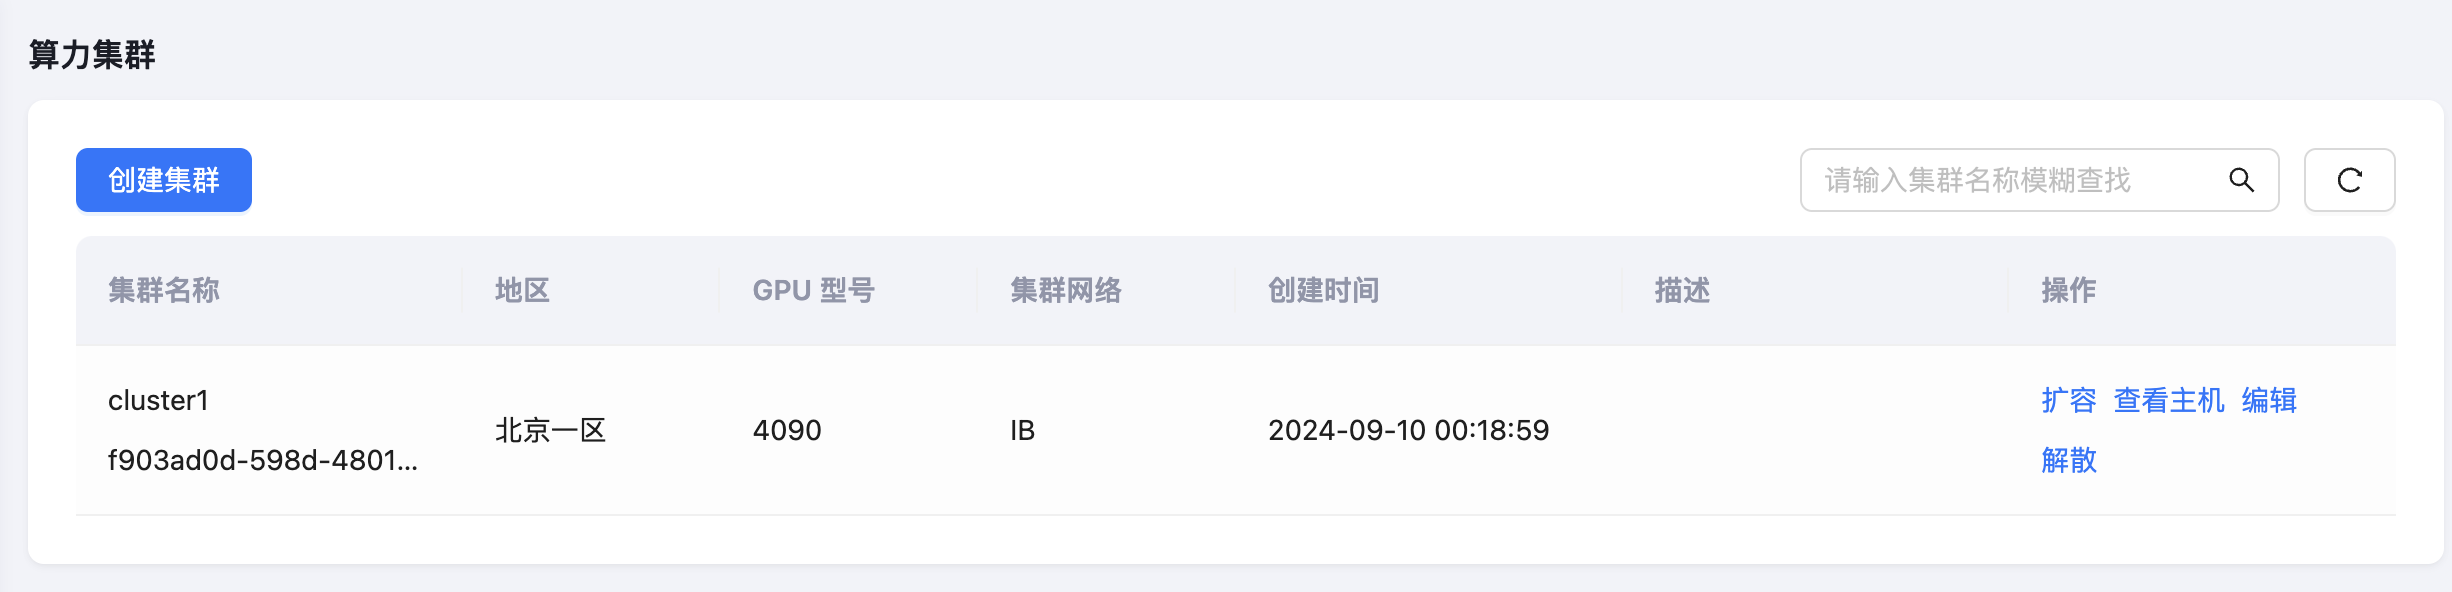 算力集群
创建集群
请输入集群名称模糊查找
集群名称 地区 GPU 型号 集群网络 创建时间 描述 操作
cluster1
f903ad0d-598d-4801...
北京一区 4090 IB 2024-09-10 00:18:59
扩容 查看主机 编辑
解散